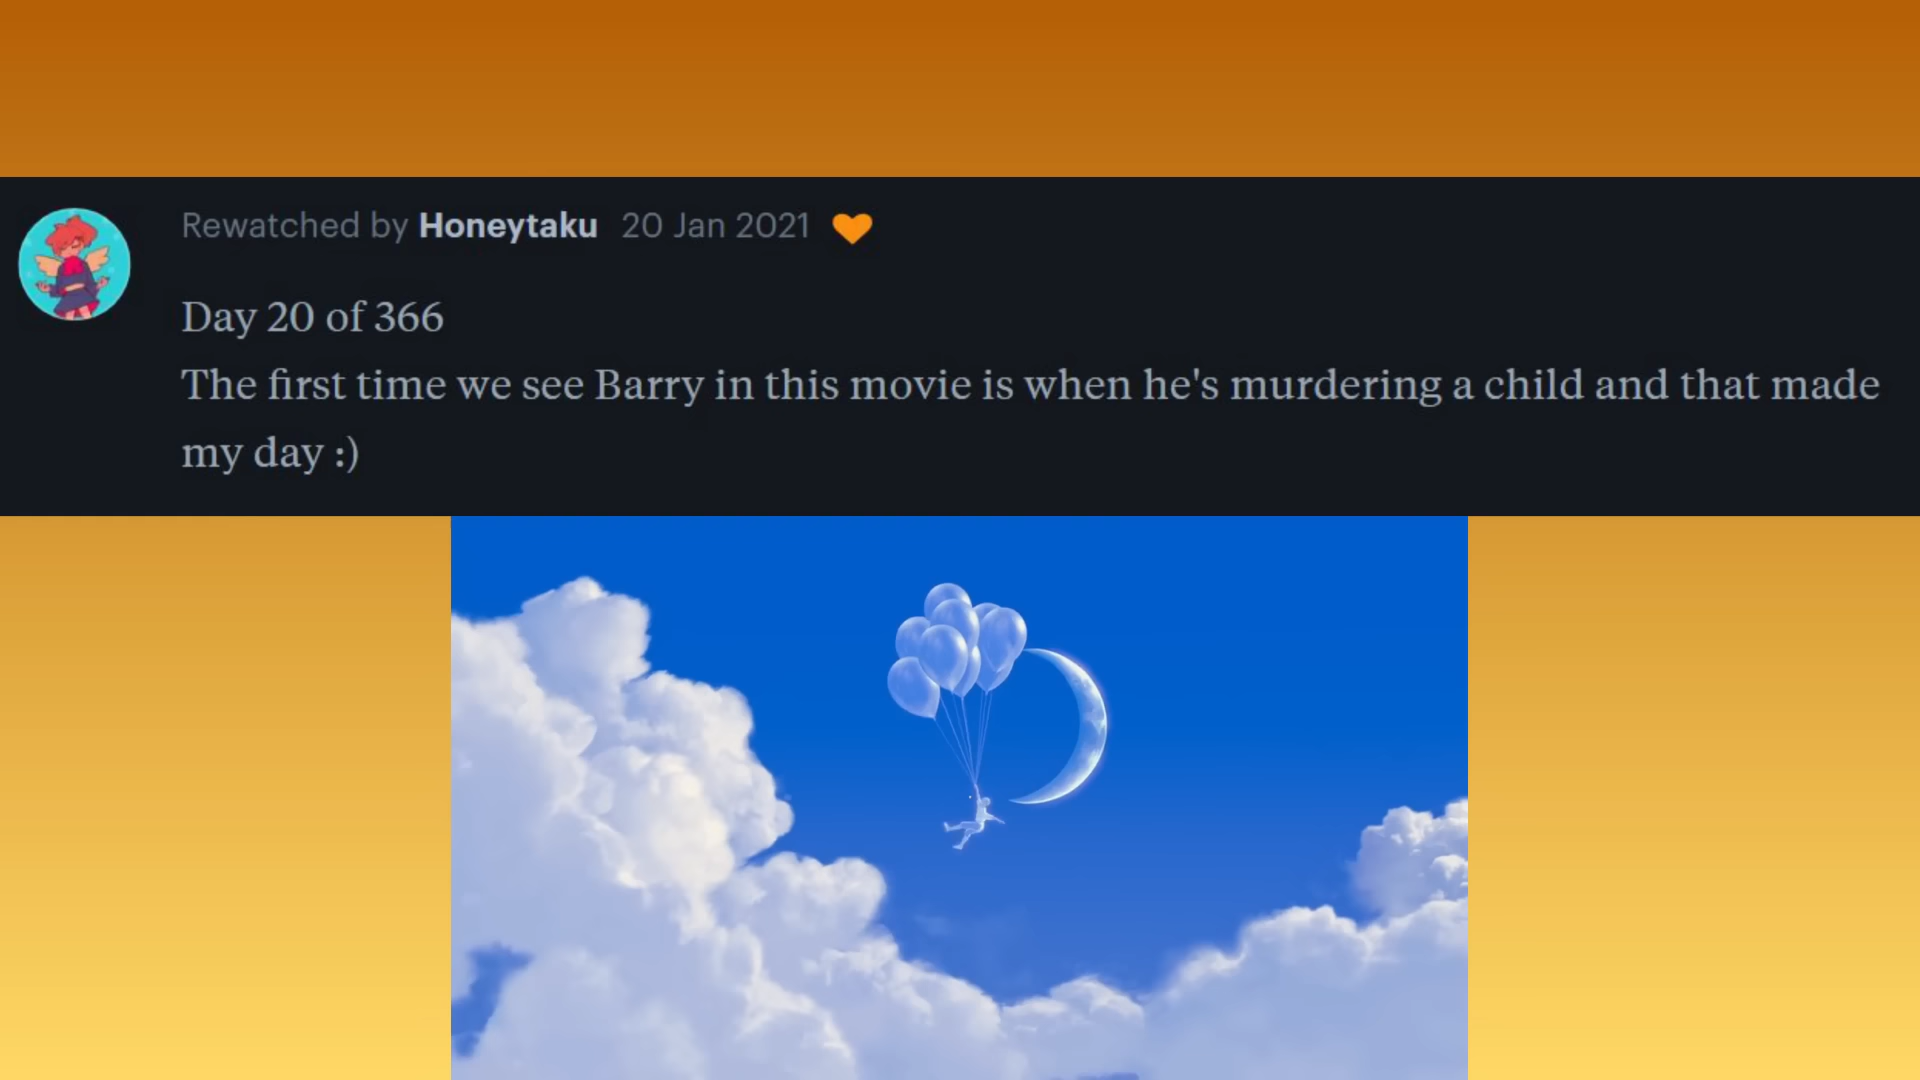 Rewatched by Honeytaku 20 Jan 2021
Day 20 of 366
The first time we see Barry in this movie is when he's murdering a child and that made
my day :)